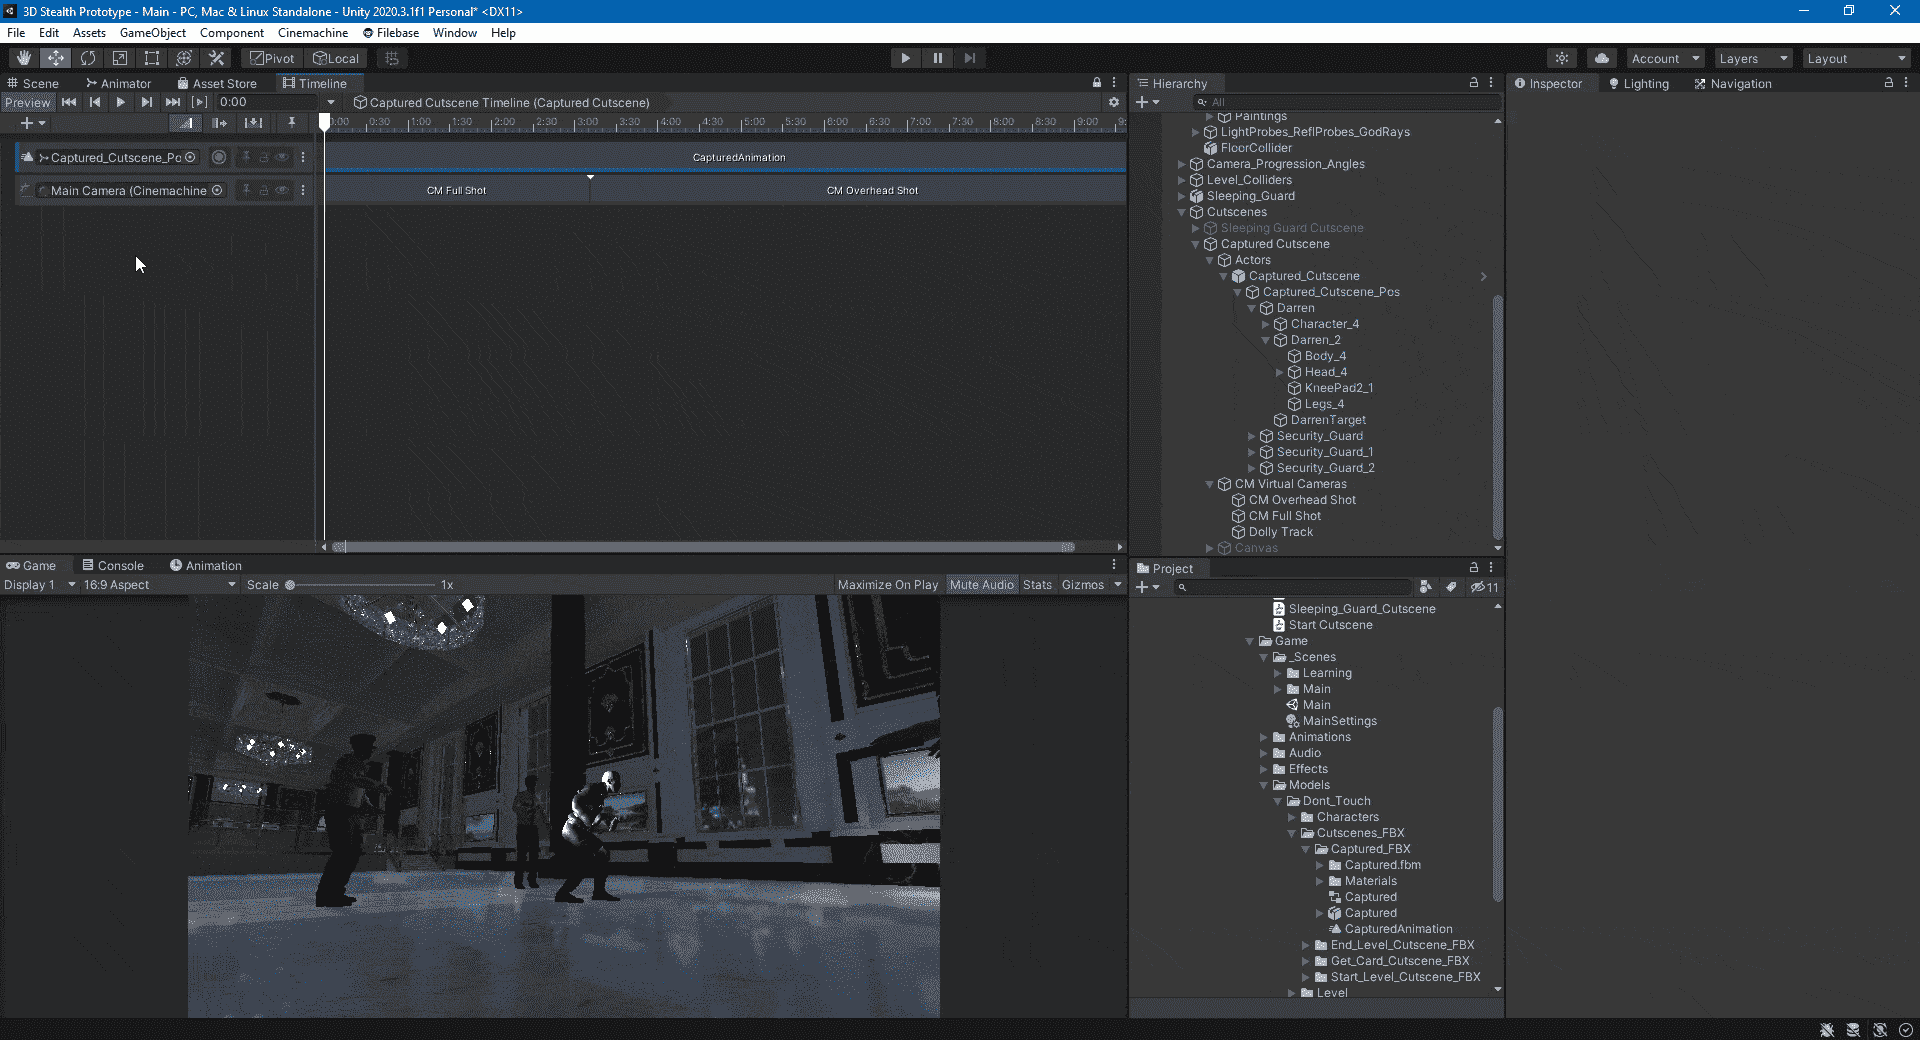 3D Stealth Prototype - Main - PC, Mac & Linux Standalone - Unity 2020.3.1f1 Personal* <DX11>
File Edit Assets GameObject Component Cinemachine Filebase Window Help
Pivot Local Account Layers Layout
Scene Animator Asset Store Timeline
Preview 0:00 Captured Cutscene Timeline (Captured Cutscene)
0:00 0:30 1:00 1:30 2:00 2:30 3:00 3:30 4:00 4:30 5:00 5:30 6:00 6:30 7:00 7:30 8:00 8:30 9:00 9:
Captured_Cutscene_Po CapturedAnimation
Main Camera (Cinemachine CM Full Shot CM Overhead Shot
Game Console Animation
Display 1 16:9 Aspect Scale 1x Maximize On Play Mute Audio Stats Gizmos
Hierarchy
All
Paintings
LightProbes_ReflProbes_GodRays
FloorCollider
Camera_Progression_Angles
Level_Colliders
Sleeping_Guard
Cutscenes
Sleeping Guard Cutscene
Captured Cutscene
Actors
Captured_Cutscene
Captured_Cutscene_Pos
Darren
Character_4
Darren_2
Body_4
Head_4
KneePad2_1
Legs_4
DarrenTarget
Security_Guard
Security_Guard_1
Security_Guard_2
CM Virtual Cameras
CM Overhead Shot
CM Full Shot
Dolly Track
Canvas
Project
11
Sleeping_Guard_Cutscene
Start Cutscene
Game
_Scenes
Learning
Main
Main
MainSettings
Animations
Audio
Effects
Models
Dont_Touch
Characters
Cutscenes_FBX
Captured_FBX
Captured.fbm
Materials
Captured
Captured
CapturedAnimation
End_Level_Cutscene_FBX
Get_Card_Cutscene_FBX
Start_Level_Cutscene_FBX
Level
Inspector Lighting Navigation